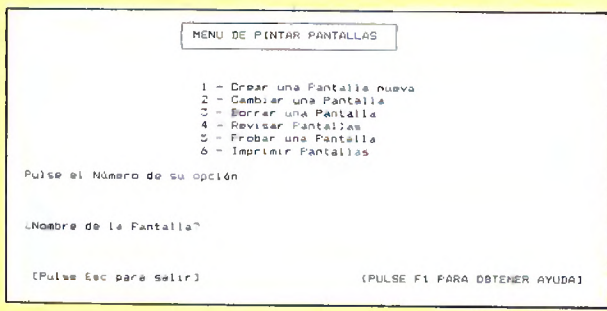 MENU DE PINTAR PANTALLAS
1 - Crear una Pantalla nueva
2 - Cambiar una Pantalla
3 - Borrar una Pantalla
4 - Revisar Pantallas
5 - Probar una Pantalla
6 - Imprimir Pantallas
Pulse el Número de su opción
¿Nombre de la Pantalla?
[Pulse Esc para salir] [PULSE F1 PARA OBTENER AYUDA]